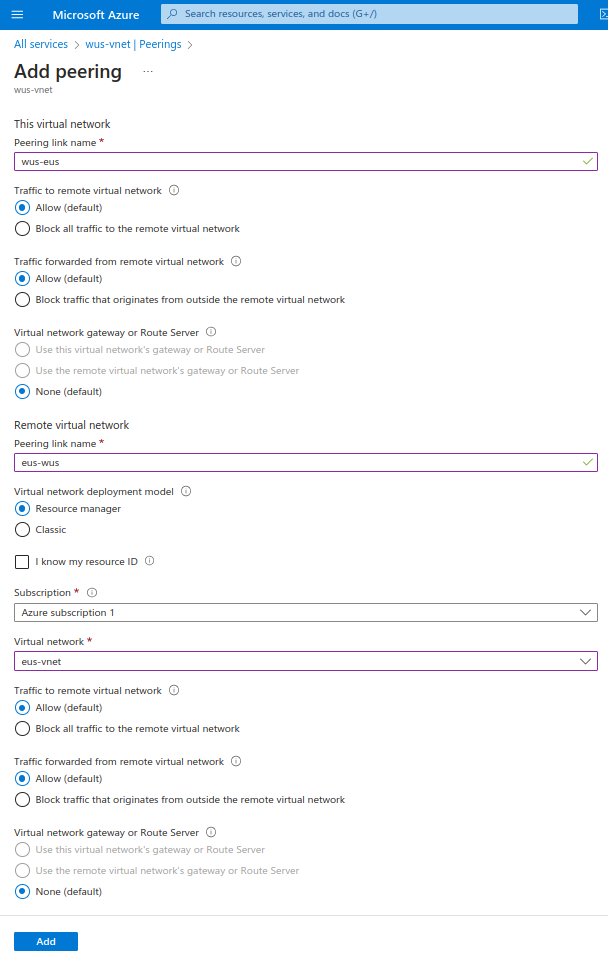 Microsoft Azure
Search resources, services, and docs (G+/)
All services > wus-vnet | Peerings >
Add peering ...
wus-vnet
This virtual network
Peering link name *
wus-eus
Traffic to remote virtual network
Allow (default)
Block all traffic to the remote virtual network
Traffic forwarded from remote virtual network
Allow (default)
Block traffic that originates from outside the remote virtual network
Virtual network gateway or Route Server
Use this virtual network's gateway or Route Server
Use the remote virtual network's gateway or Route Server
None (default)
Remote virtual network
Peering link name *
eus-wus
Virtual network deployment model
Resource manager
Classic
I know my resource ID
Subscription *
Azure subscription 1
Virtual network *
eus-vnet
Traffic to remote virtual network
Allow (default)
Block all traffic to the remote virtual network
Traffic forwarded from remote virtual network
Allow (default)
Block traffic that originates from outside the remote virtual network
Virtual network gateway or Route Server
Use this virtual network's gateway or Route Server
Use the remote virtual network's gateway or Route Server
None (default)
Add